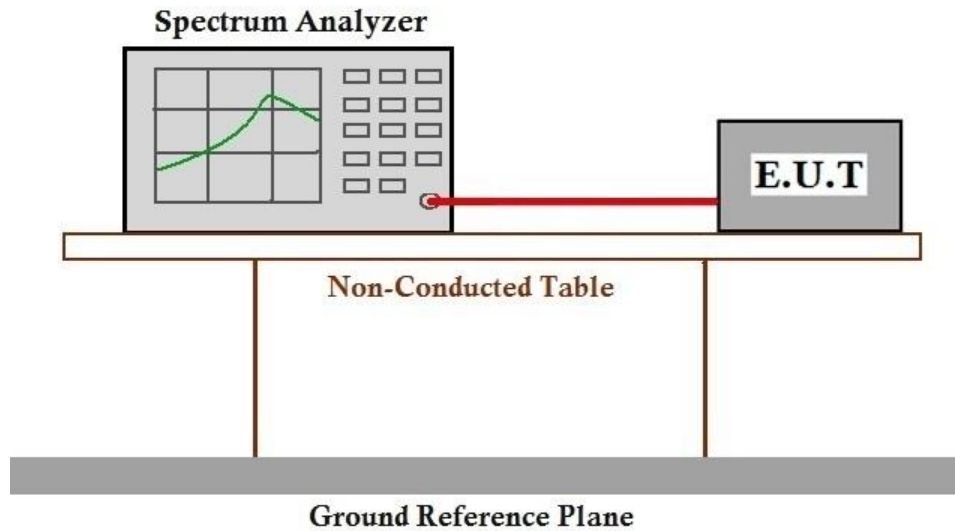 Spectrum Analyzer
E.U.T
Non-Conducted Table
Ground Reference Plane